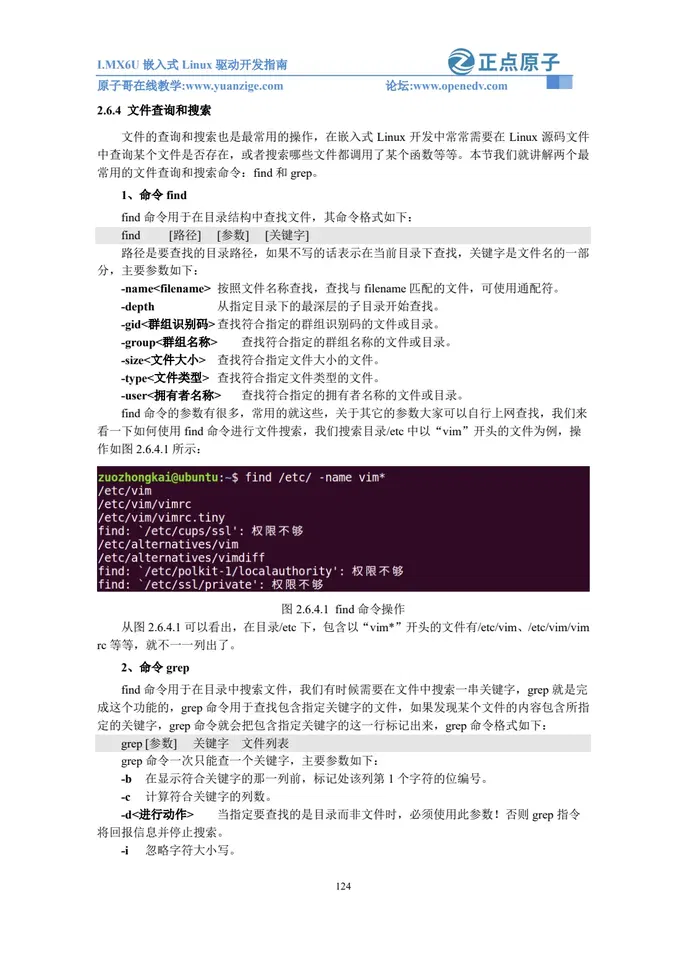 I.MX6U 嵌入式 Linux 驱动开发指南
正点原子
原子哥在线教学:www.yuanzige.com 论坛:www.openedv.com
2.6.4 文件查询和搜索
文件的查询和搜索也是最常用的操作，在嵌入式 Linux 开发中常常需要在 Linux 源码文件
中查询某个文件是否存在，或者搜索哪些文件都调用了某个函数等等。本节我们就讲解两个最
常用的文件查询和搜索命令：find 和 grep。
1、命令 find
find 命令用于在目录结构中查找文件，其命令格式如下：
find [路径] [参数] [关键字]
路径是要查找的目录路径，如果不写的话表示在当前目录下查找，关键字是文件名的一部
分，主要参数如下：
-name<filename> 按照文件名称查找，查找与 filename 匹配的文件，可使用通配符。
-depth 从指定目录下的最深层的子目录开始查找。
-gid<群组识别码> 查找符合指定的群组识别码的文件或目录。
-group<群组名称> 查找符合指定的群组名称的文件或目录。
-size<文件大小> 查找符合指定文件大小的文件。
-type<文件类型> 查找符合指定文件类型的文件。
-user<拥有者名称> 查找符合指定的拥有者名称的文件或目录。
find 命令的参数有很多，常用的就这些，关于其它的参数大家可以自行上网查找，我们来
看一下如何使用 find 命令进行文件搜索，我们搜索目录/etc 中以“vim”开头的文件为例，操
作如图 2.6.4.1 所示：
zuozhongkai@ubuntu:~$ find /etc/ -name vim*
/etc/vim
/etc/vim/vimrc
/etc/vim/vimrc.tiny
find: `/etc/cups/ssl': 权限不够
/etc/alternatives/vim
/etc/alternatives/vimdiff
find: `/etc/polkit-1/localauthority': 权限不够
find: `/etc/ssl/private': 权限不够
图 2.6.4.1 find 命令操作
从图 2.6.4.1 可以看出，在目录/etc 下，包含以“vim*”开头的文件有/etc/vim、/etc/vim/vim
rc 等等，就不一一列出了。
2、命令 grep
find 命令用于在目录中搜索文件，我们有时候需要在文件中搜索一串关键字，grep 就是完
成这个功能的，grep 命令用于查找包含指定关键字的文件，如果发现某个文件的内容包含所指
定的关键字，grep 命令就会把包含指定关键字的这一行标记出来，grep 命令格式如下：
grep [参数] 关键字 文件列表
grep 命令一次只能查一个关键字，主要参数如下：
-b 在显示符合关键字的那一列前，标记处该列第 1 个字符的位编号。
-c 计算符合关键字的列数。
-d<进行动作> 当指定要查找的是目录而非文件时，必须使用此参数！否则 grep 指令
将回报信息并停止搜索。
-i 忽略字符大小写。
124